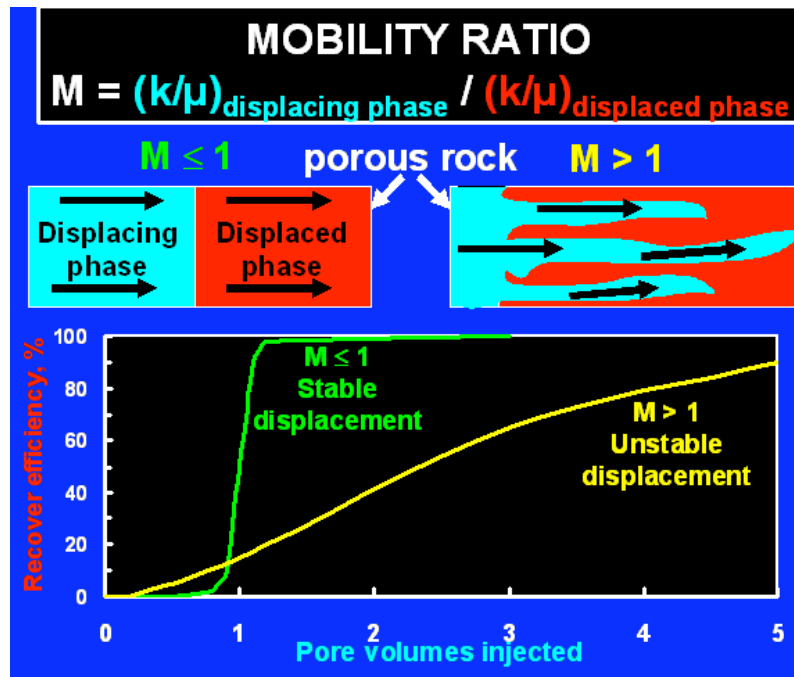 MOBILITY RATIO
M = (k/µ)displacing phase / (k/µ)displaced phase
M ≤ 1 porous rock M > 1
Displacing phase
Displaced phase
Recover efficiency, %
100
80
60
40
20
0
M ≤ 1
Stable
displacement
M > 1
Unstable
displacement
0 1 2 3 4 5
Pore volumes injected